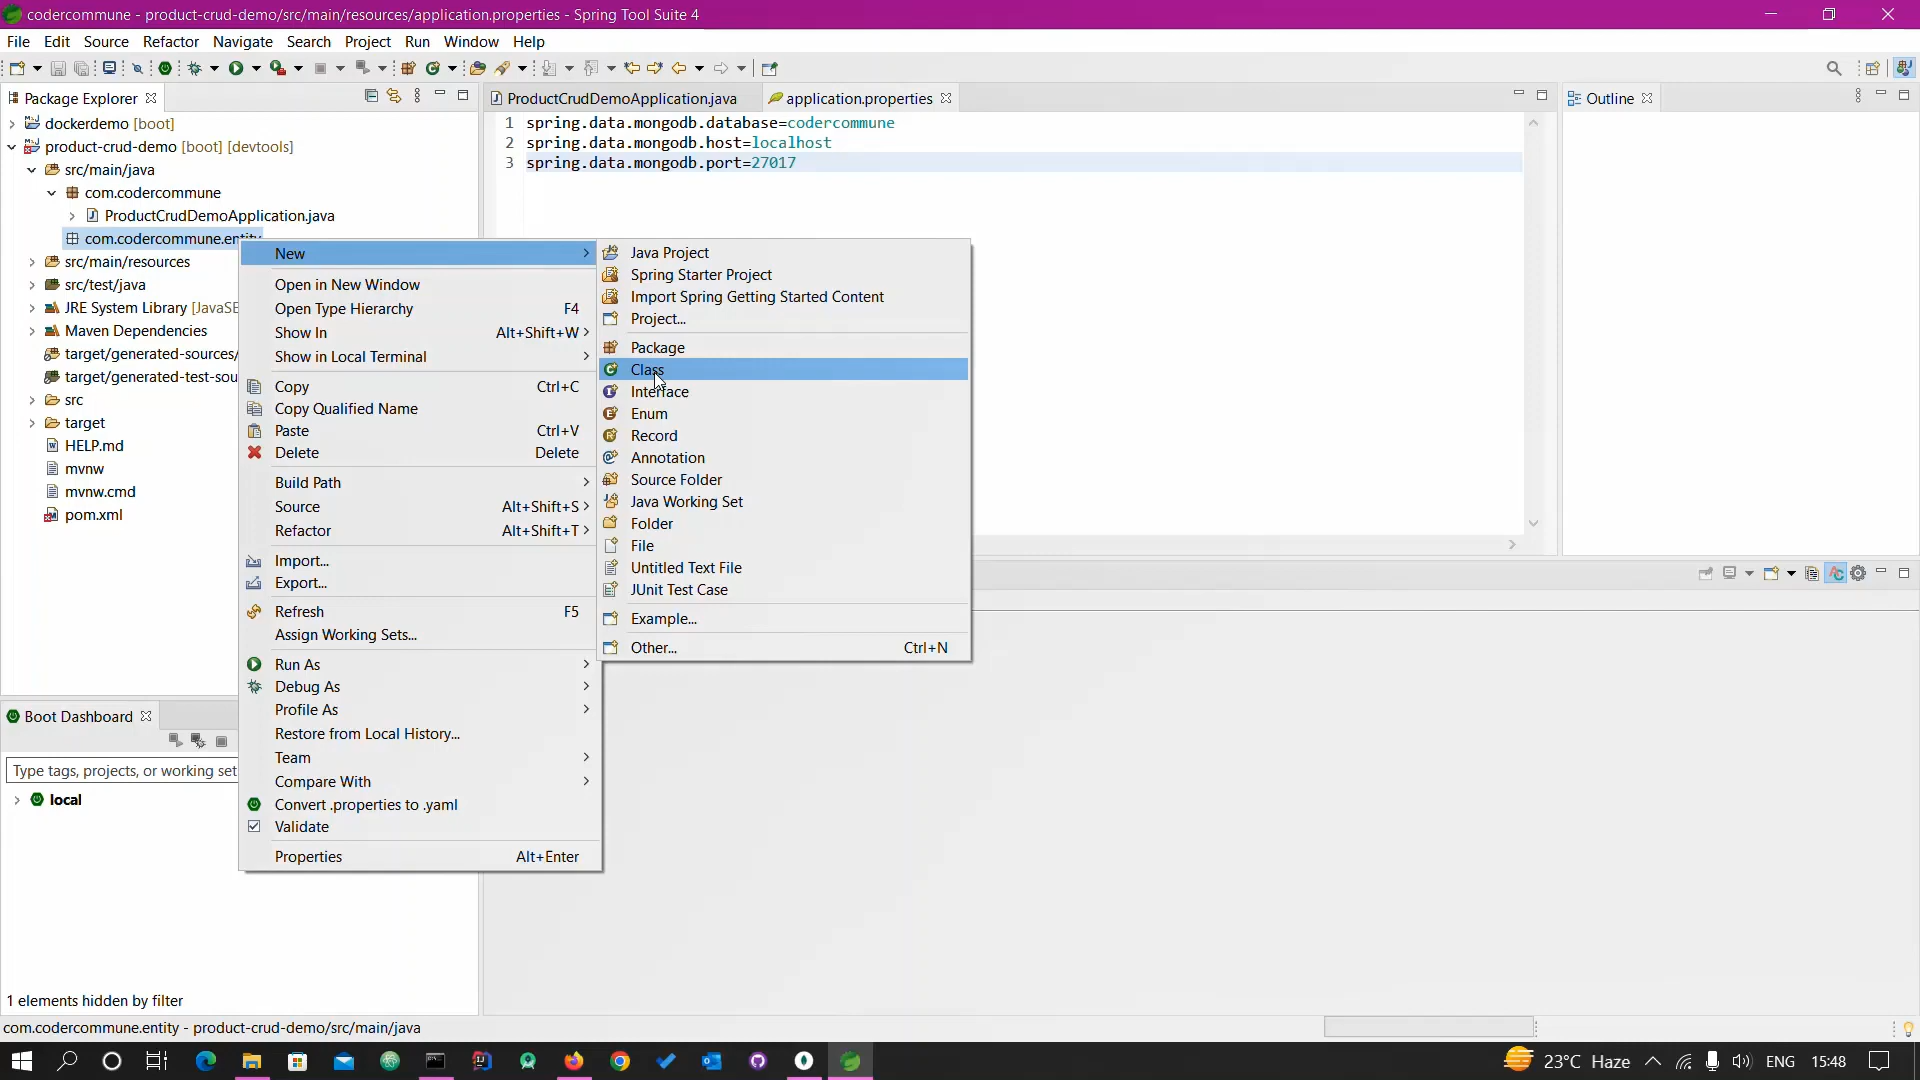 codercommune - product-crud-demo/src/main/resources/application.properties - Spring Tool Suite 4
File Edit Source Refactor Navigate Search Project Run Window Help
Package Explorer
dockerdemo [boot]
product-crud-demo [boot] [devtools]
src/main/java
com.codercommune
ProductCrudDemoApplication.java
com.codercommune.entity
src/main/resources
src/test/java
JRE System Library [JavaSE
Maven Dependencies
target/generated-sources/
target/generated-test-sou
src
target
HELP.md
mvnw
mvnw.cmd
pom.xml
ProductCrudDemoApplication.java
application.properties
1 spring.data.mongodb.database=codercommune
2 spring.data.mongodb.host=localhost
3 spring.data.mongodb.port=27017
Outline
New
Open in New Window
Open Type Hierarchy F4
Show In Alt+Shift+W
Show in Local Terminal
Copy Ctrl+C
Copy Qualified Name
Paste Ctrl+V
Delete Delete
Build Path
Source Alt+Shift+S
Refactor Alt+Shift+T
Import...
Export...
Refresh F5
Assign Working Sets...
Run As
Debug As
Profile As
Restore from Local History...
Team
Compare With
Convert .properties to .yaml
Validate
Properties Alt+Enter
Java Project
Spring Starter Project
Import Spring Getting Started Content
Project...
Package
Class
Interface
Enum
Record
Annotation
Source Folder
Java Working Set
Folder
File
Untitled Text File
JUnit Test Case
Example...
Other... Ctrl+N
Boot Dashboard
Type tags, projects, or working set
local
1 elements hidden by filter
com.codercommune.entity - product-crud-demo/src/main/java
23°C Haze
ENG
15:48